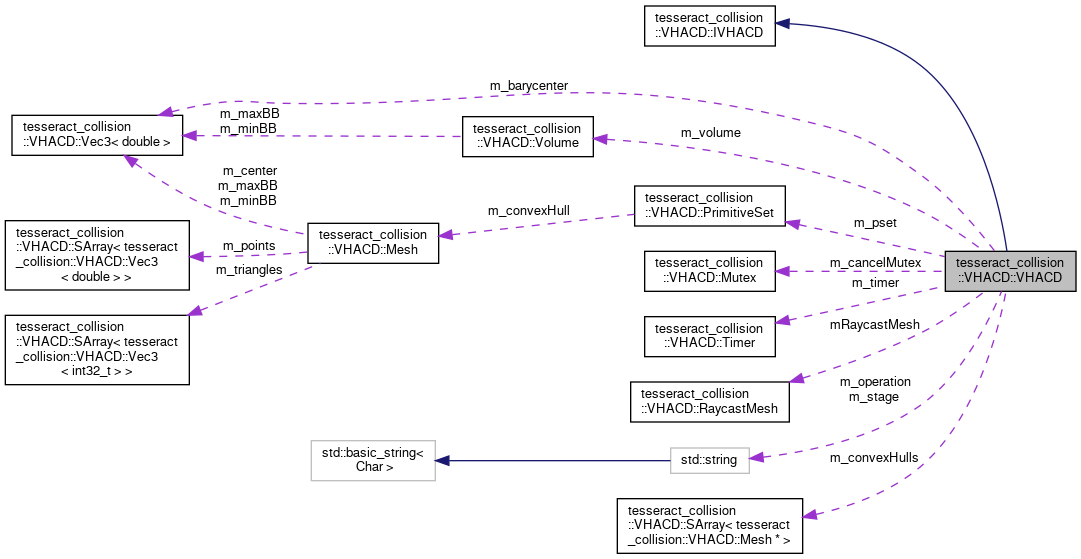 tesseract_collision
::VHACD::IVHACD
m_barycenter
m_maxBB
m_minBB
tesseract_collision
::VHACD::Vec3< double >
tesseract_collision
::VHACD::Volume
m_volume
m_center
m_maxBB
m_minBB
m_convexHull
tesseract_collision
::VHACD::PrimitiveSet
m_pset
tesseract_collision
::VHACD::SArray< tesseract
_collision::VHACD::Vec3
< double > >
m_points
m_triangles
tesseract_collision
::VHACD::Mesh
tesseract_collision
::VHACD::Mutex
m_cancelMutex
m_timer
tesseract_collision
::VHACD::VHACD
tesseract_collision
::VHACD::SArray< tesseract
_collision::VHACD::Vec3
< int32_t > >
tesseract_collision
::VHACD::Timer
mRaycastMesh
tesseract_collision
::VHACD::RaycastMesh
m_operation
m_stage
std::basic_string<
Char >
std::string
m_convexHulls
tesseract_collision
::VHACD::SArray< tesseract
_collision::VHACD::Mesh * >